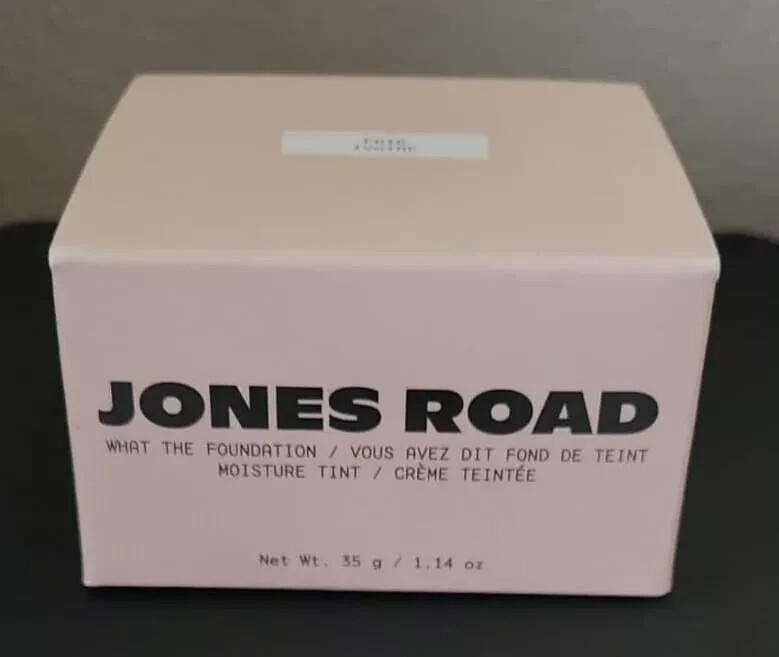 JONES ROAD
WHAT THE FOUNDATION / VOUS AVEZ DIT FOND DE TEINT
MOISTURE TINT / CRÈME TEINTÉE
Net Wt. 35 g / 1.14 oz